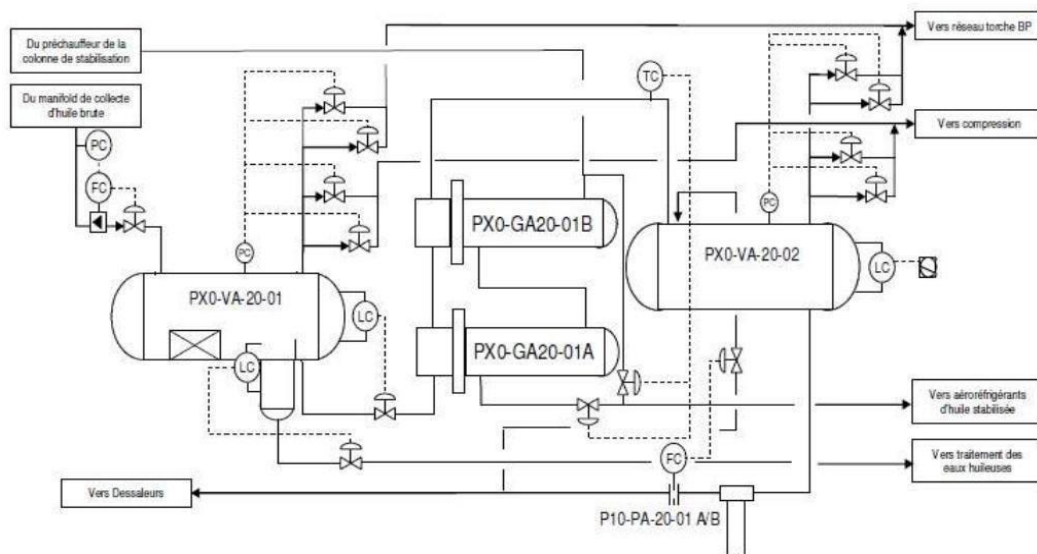 Du préchauffeur de la
colonne de stabilisation
Du manifold de collecte
d'huile brute
PC
FC
PC
PX0-VA-20-01
LC
LC
TC
PX0-GA20-01B
PX0-GA20-01A
PC
PX0-VA-20-02
LC
Vers réseau torche BP
Vers compression
Vers aéroréfrigérants
d'huile stabilisée
Vers traitement des
eaux huileuses
FC
P10-PA-20-01 A/B
Vers Dessaleurs